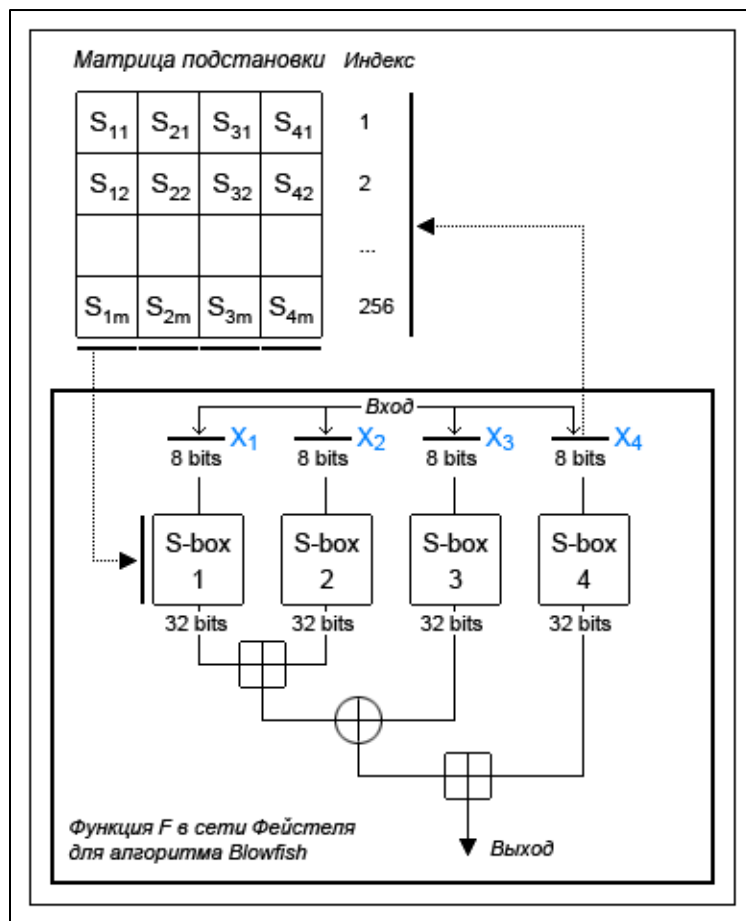 Матрица подстановки Индекс
S11 S21 S31 S41 1
S12 S22 S32 S42 2
...
S1m S2m S3m S4m 256
Вход
X1 X2 X3 X4
8 bits 8 bits 8 bits 8 bits
S-box S-box S-box S-box
1 2 3 4
32 bits 32 bits 32 bits 32 bits
Функция F в сети Фейстеля
для алгоритма Blowfish
Выход